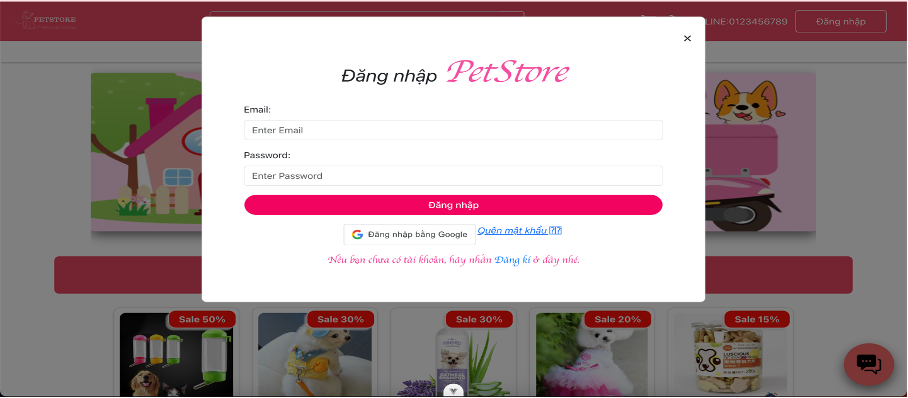 PETSTORE
LINE:0123456789
Đăng nhập
×
Đăng nhập PetStore
Email:
Enter Email
Password:
Enter Password
Đăng nhập
Đăng nhập bằng Google
Quên mật khẩu
Nếu bạn chưa có tài khoản, hãy nhấn Đăng kí ở đây nhé.
Sale 50%
Sale 30%
Sale 30%
Sale 20%
Sale 15%
LUSCIOUS